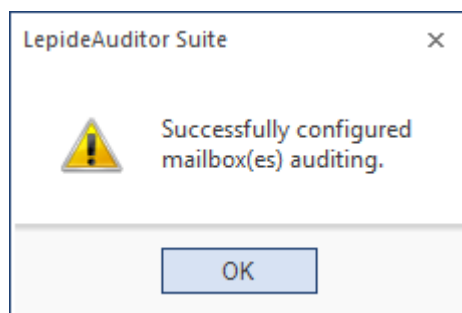 LepideAuditor Suite
Successfully configured
mailbox(es) auditing.
OK